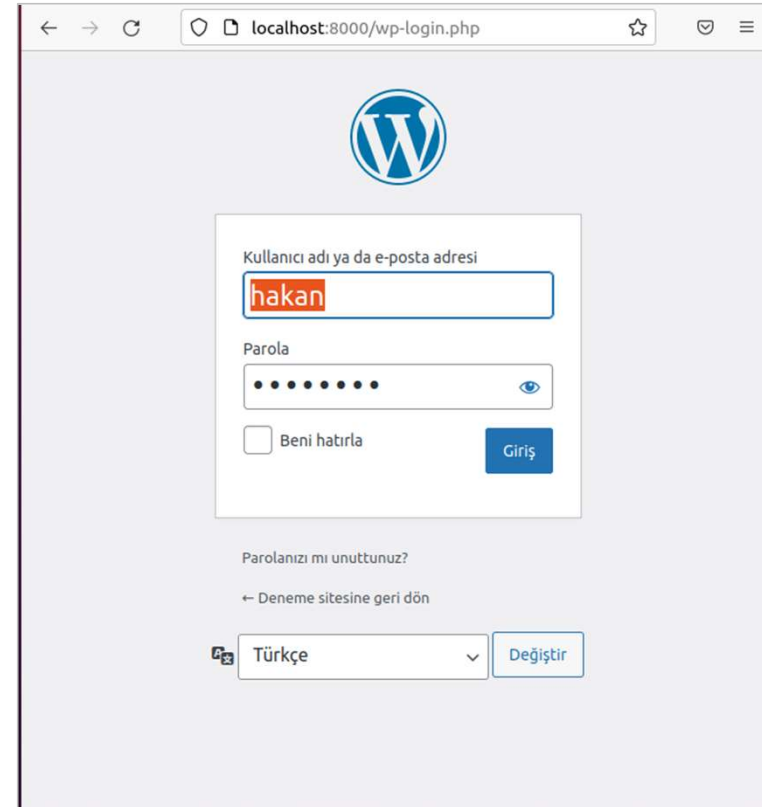 localhost:8000/wp-login.php
Kullanıcı adı ya da e-posta adresi
hakan
Parola
••••••••
Beni hatırla
Giriş
Parolanızı mı unuttunuz?
← Deneme sitesine geri dön
Türkçe
Değiştir